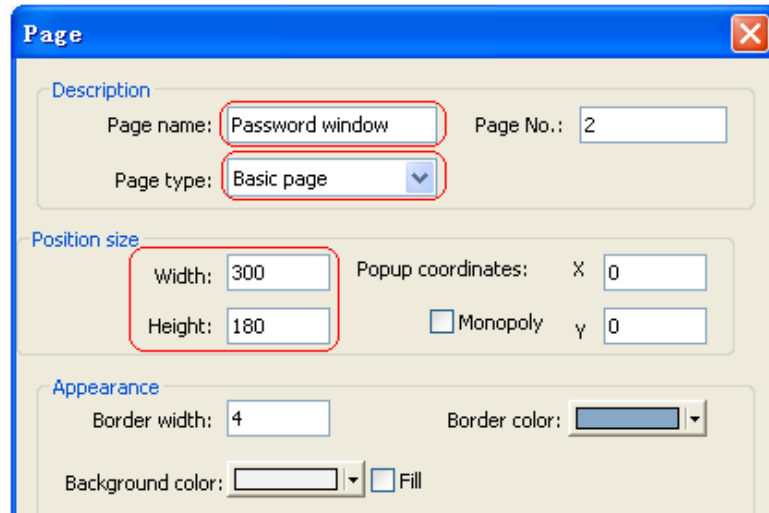 Page
Description
Page name: Password window Page No.: 2
Page type: Basic page
Position size
Width: 300 Popup coordinates: X 0
Height: 180 Monopoly Y 0
Appearance
Border width: 4 Border color:
Background color: Fill